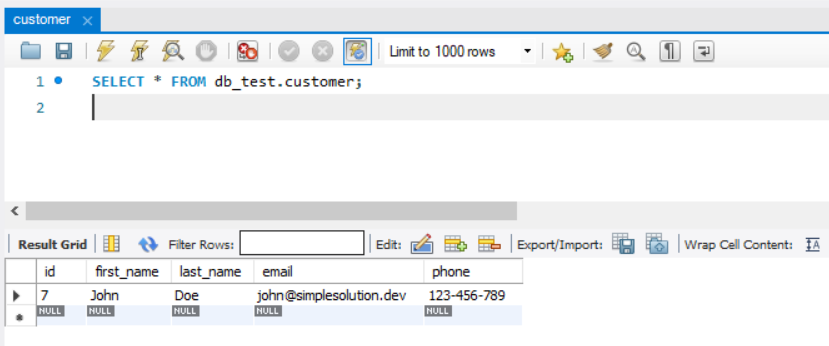 customer ×
Limit to 1000 rows
1 SELECT * FROM db_test.customer;
2
Result Grid Filter Rows: Edit: Export/Import: Wrap Cell Content: IA
id first_name last_name email phone
7 John Doe john@simplesolution.dev 123-456-789
NULL NULL NULL NULL NULL